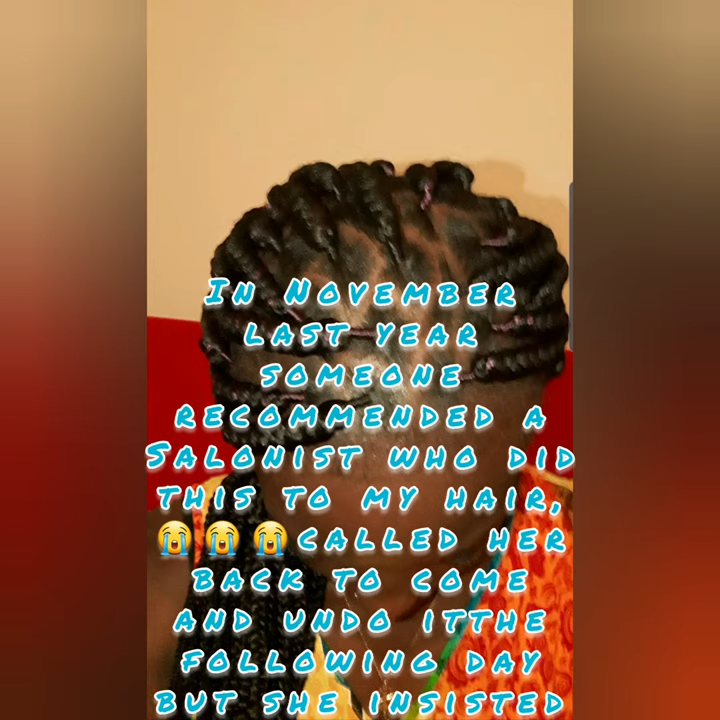 In November
last year
someone
recommended a
Salonist who did
this to my hair,
😭😭😭called her
back to come
and undo itthe
following day
but she insisted